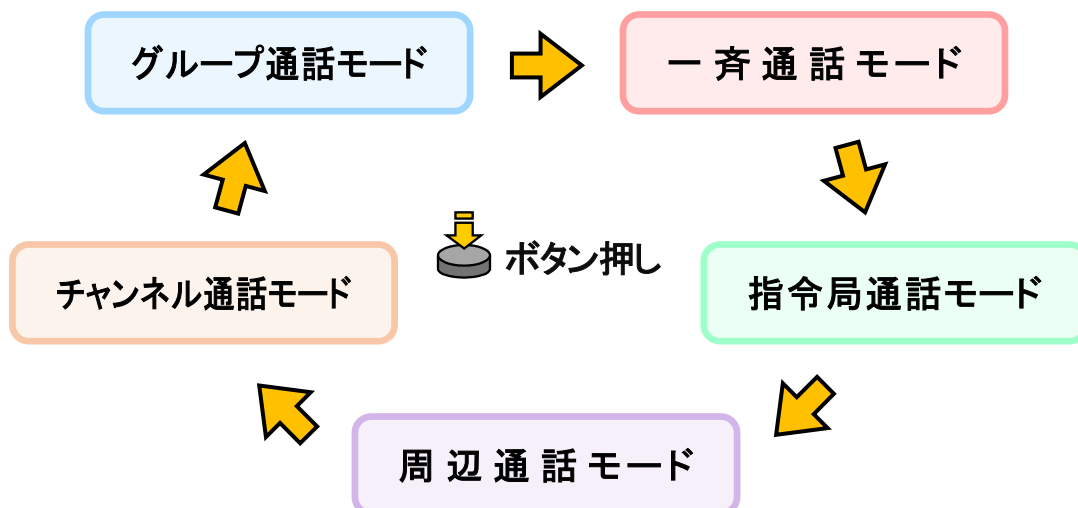 グループ通話モード
一斉通話モード
ボタン押し
チャンネル通話モード
指令局通話モード
周辺通話モード